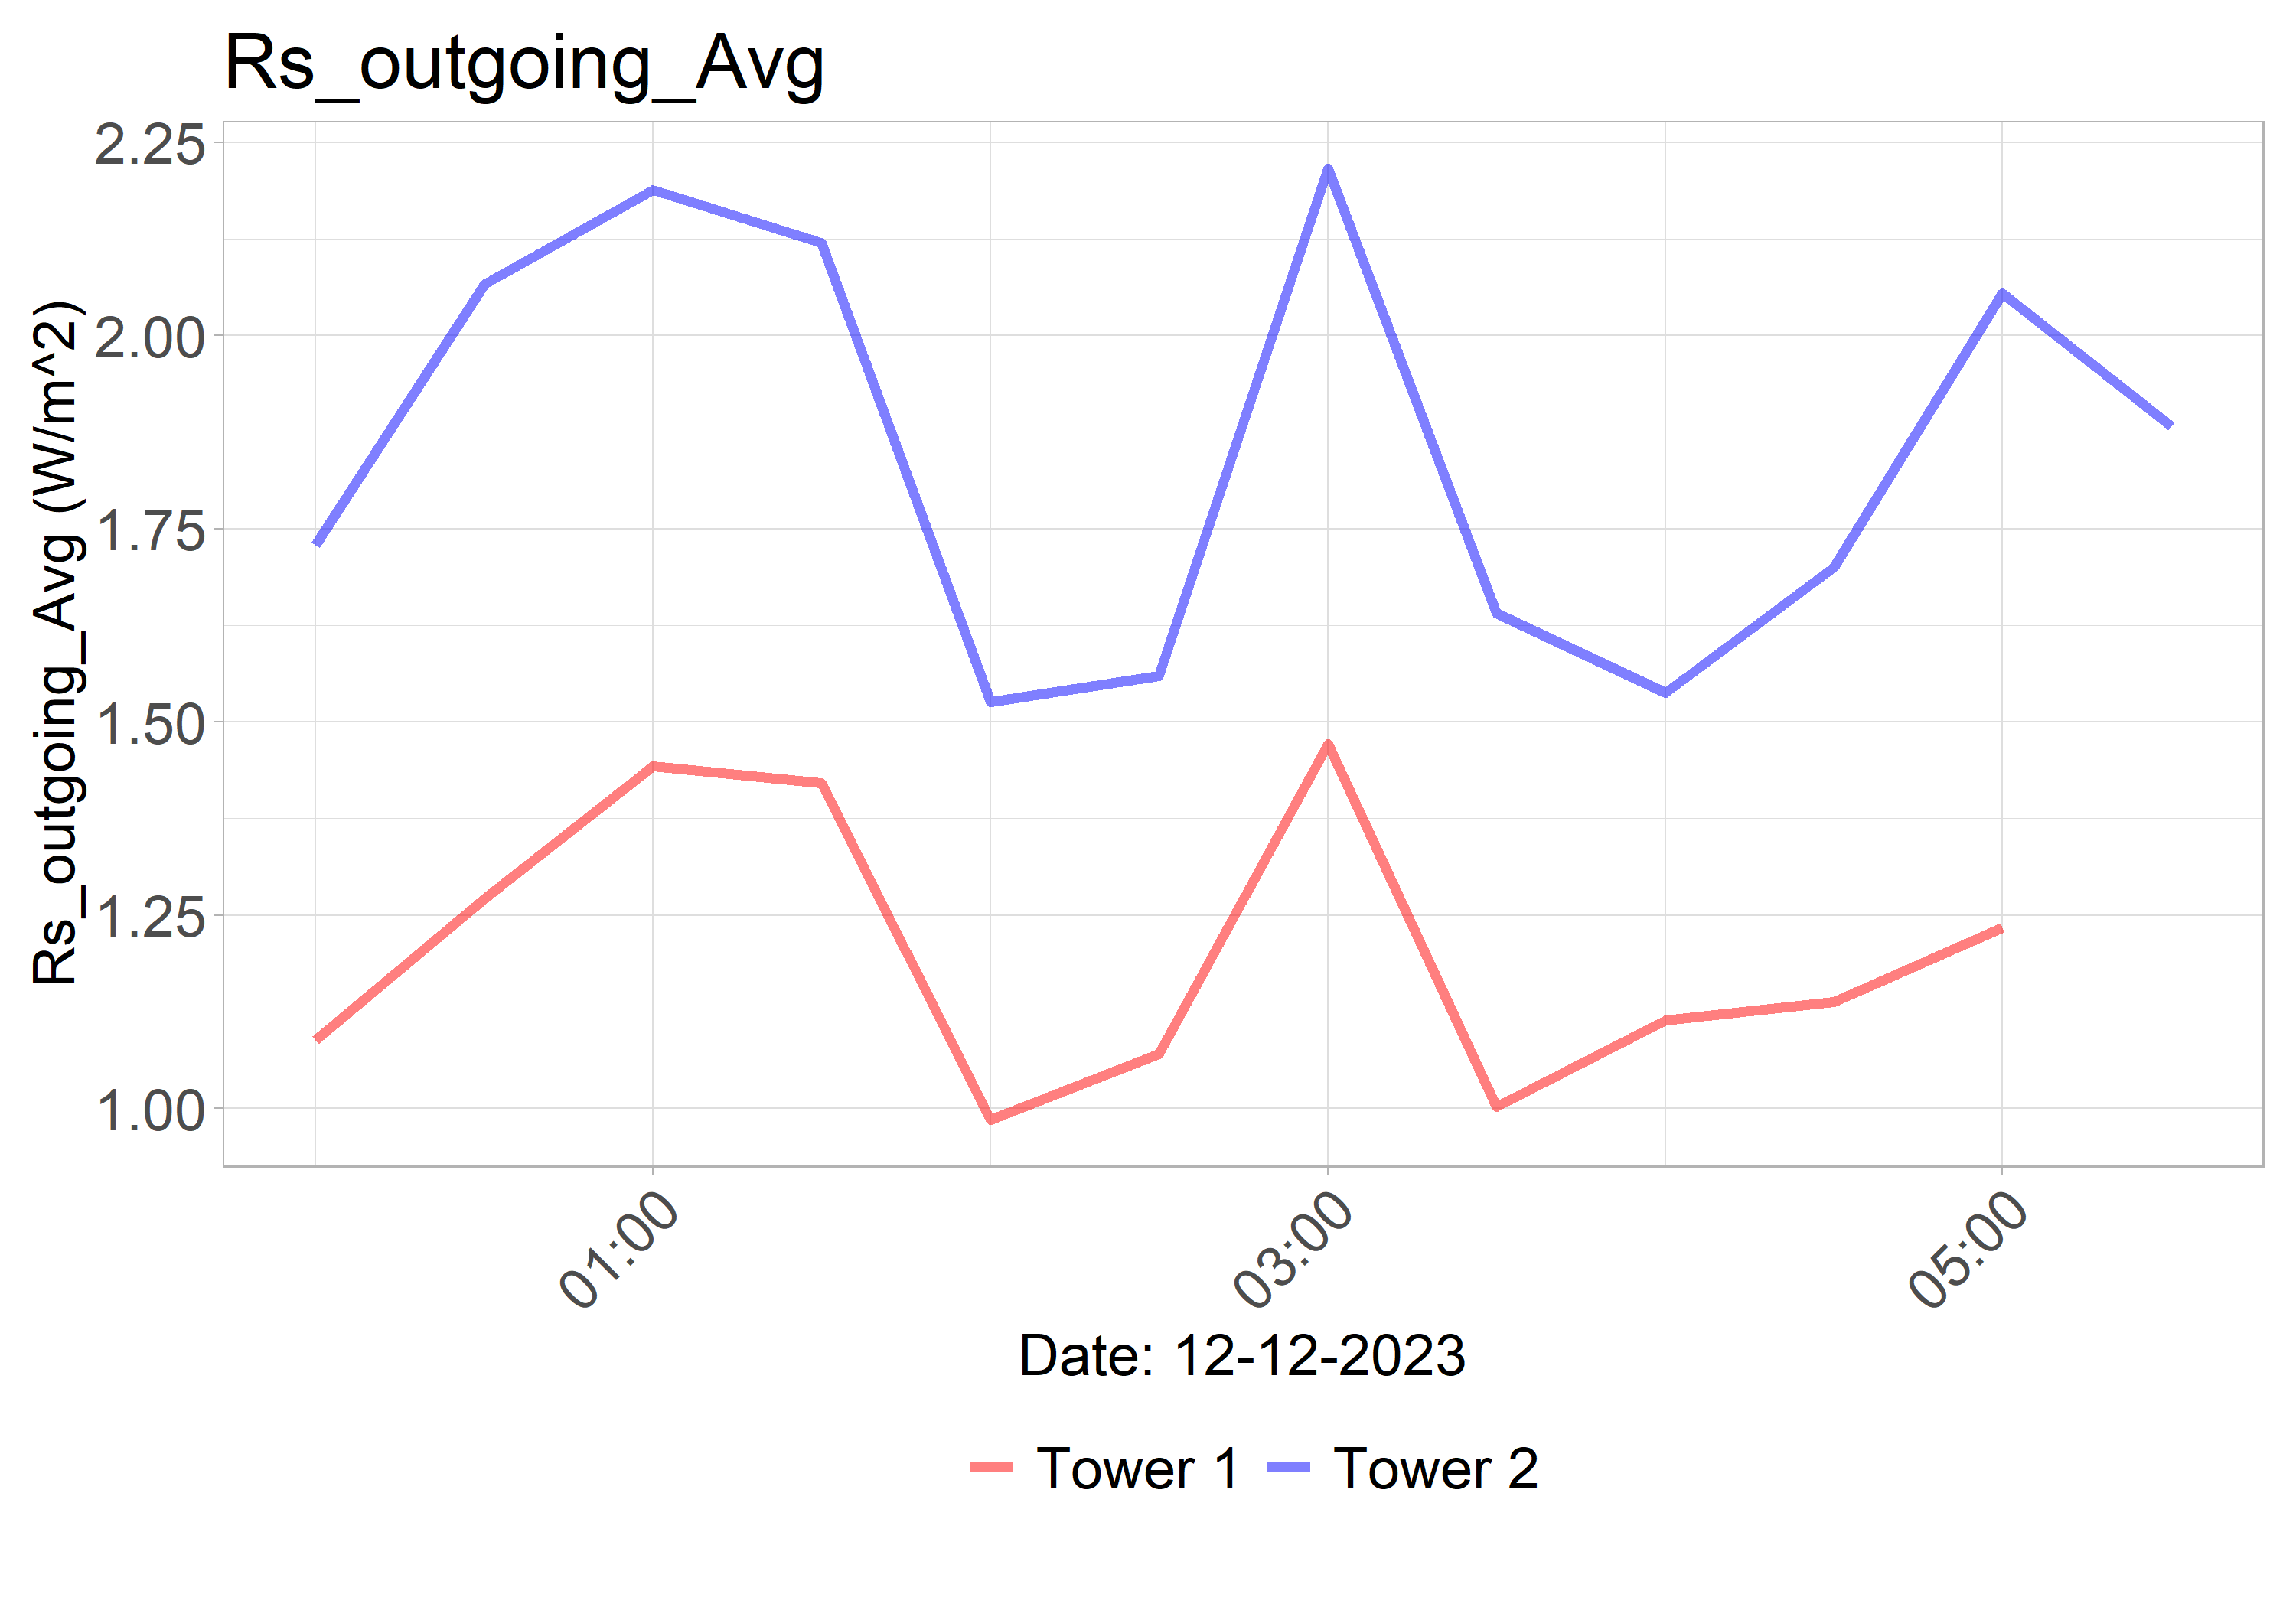 Rs_outgoing_Avg
Rs_outgoing_Avg (W/m^2)
2.25
2.00
1.75
1.50
1.25
1.00
01:00
03:00
05:00
Date: 12-12-2023
Tower 1
Tower 2